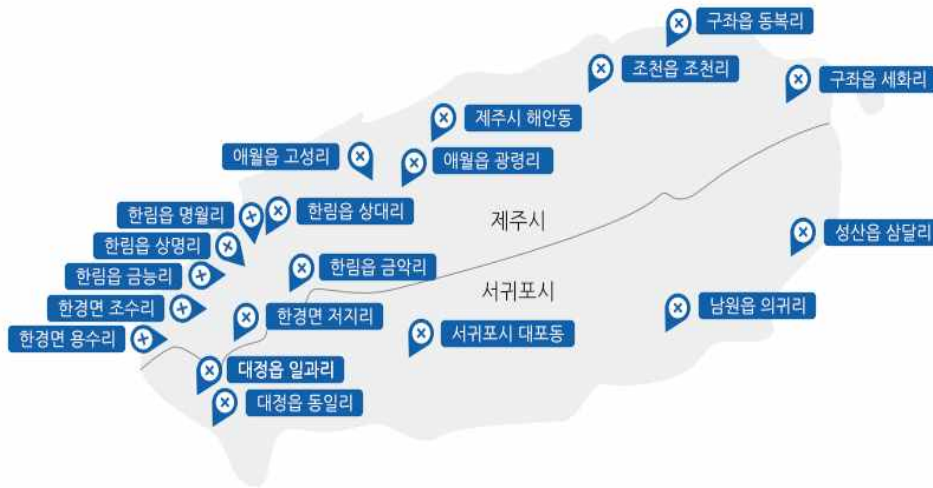 구좌읍 동복리
조천읍 조천리
구좌읍 세화리
제주시 해안동
애월읍 고성리
애월읍 광령리
한림읍 명월리
한림읍 상대리
제주시
성산읍 삼달리
한림읍 상명리
한림읍 금능리
한림읍 금악리
서귀포시
한경면 조수리
한경면 저지리
남원읍 의귀리
한경면 용수리
서귀포시 대포동
대정읍 일과리
대정읍 동일리